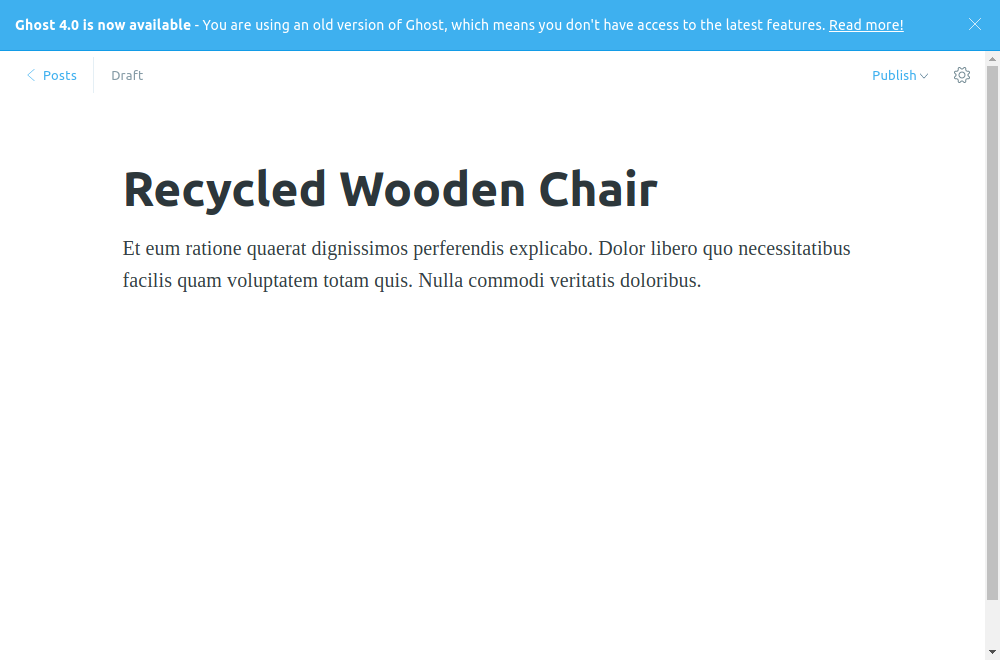 Ghost 4.0 is now available - You are using an old version of Ghost, which means you don't have access to the latest features. Read more!
Posts
Draft
Publish
Recycled Wooden Chair
Et eum ratione quaerat dignissimos perferendis explicabo. Dolor libero quo necessitatibus
facilis quam voluptatem totam quis. Nulla commodi veritatis doloribus.